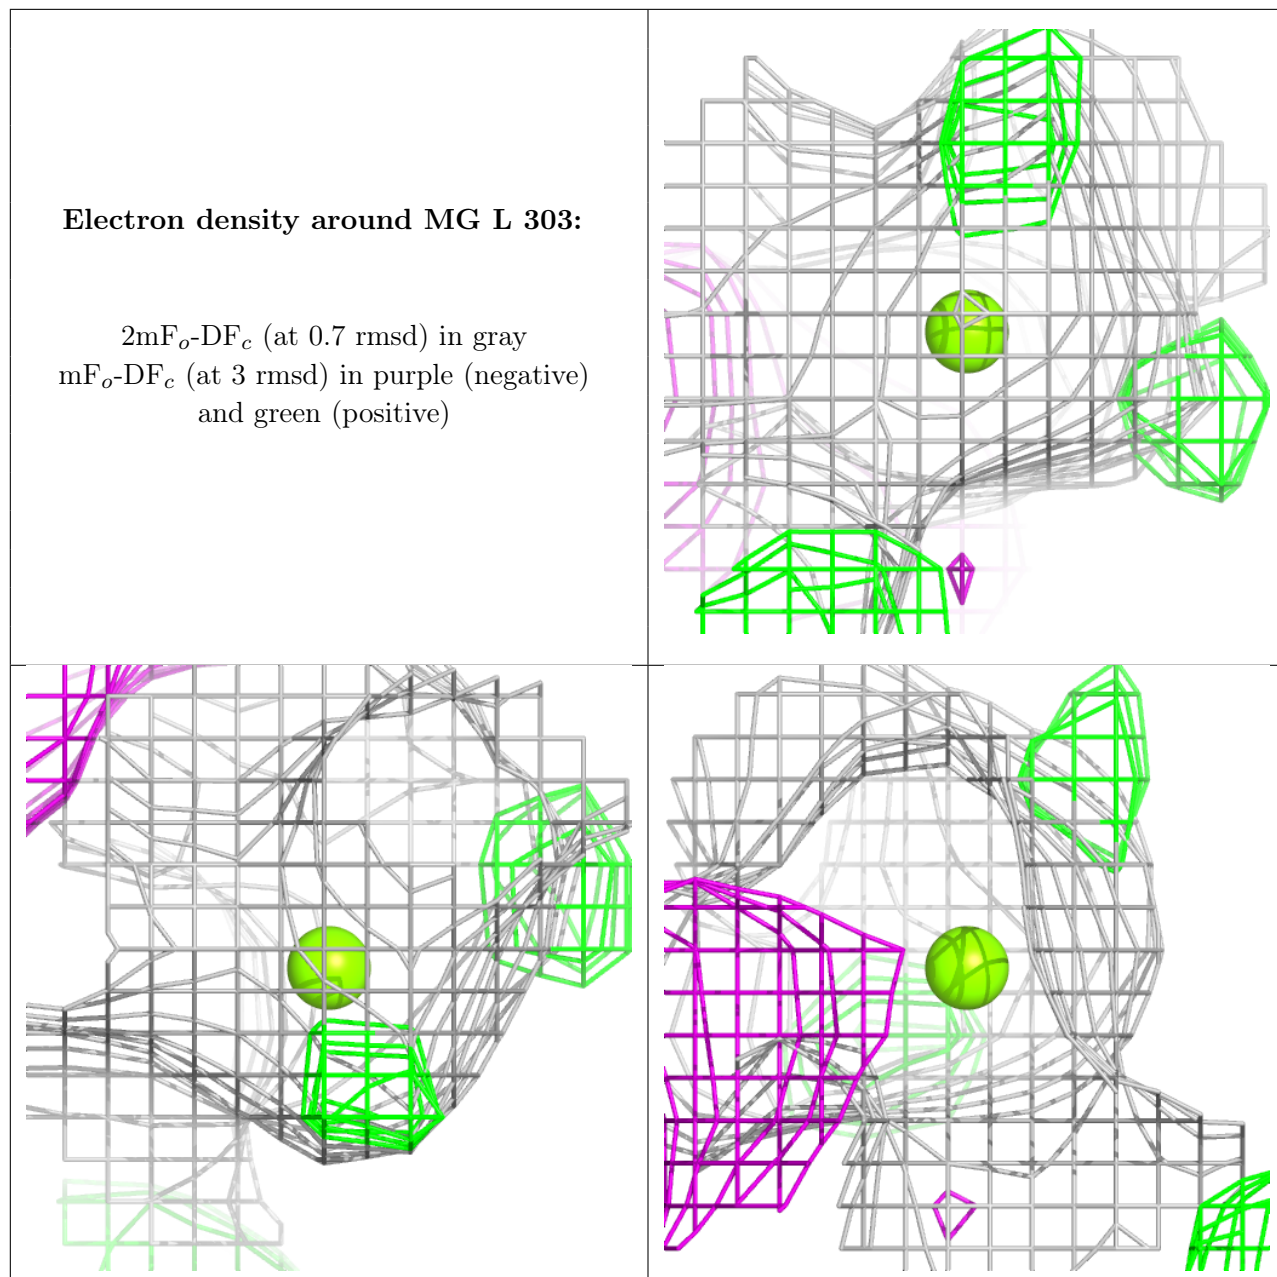 Electron density around MG L 303:
2mFo-DFc (at 0.7 rmsd) in gray
mFo-DFc (at 3 rmsd) in purple (negative)
and green (positive)